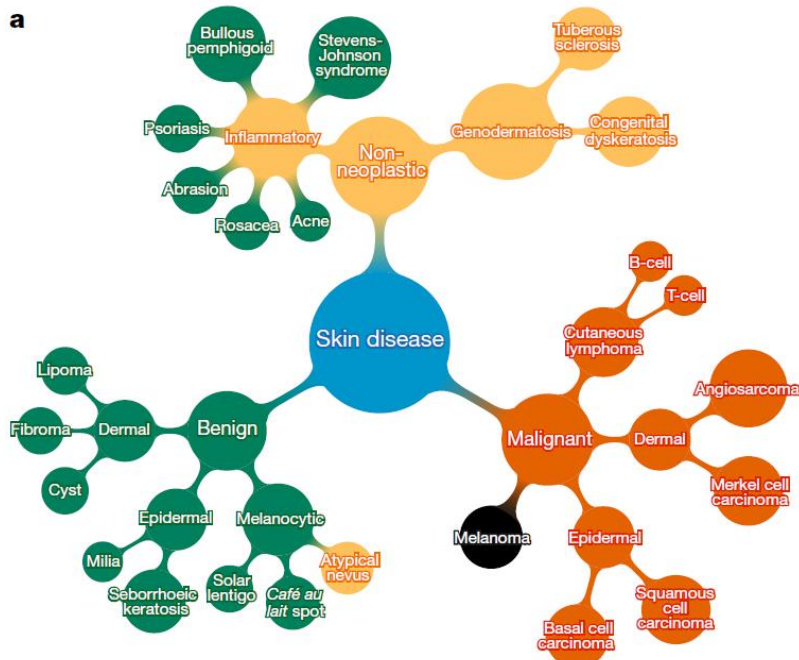 a
Bullous
pemphigoid
Stevens-
Johnson
syndrome
Psoriasis
Inflammatory
Abrasion
Rosacea
Acne
Non-
neoplastic
Genodermatosis
Tuberous
sclerosis
Congenital
dyskeratosis
Skin disease
Lipoma
Fibroma
Dermal
Benign
Cyst
Epidermal
Melanocytic
Milia
Seborrhoeic
keratosis
Solar
lentigo
Café au
lait spot
Atypical
nevus
B-cell
T-cell
Cutaneous
lymphoma
Malignant
Dermal
Angiosarcoma
Merkel cell
carcinoma
Melanoma
Epidermal
Squamous
cell
carcinoma
Basal cell
carcinoma